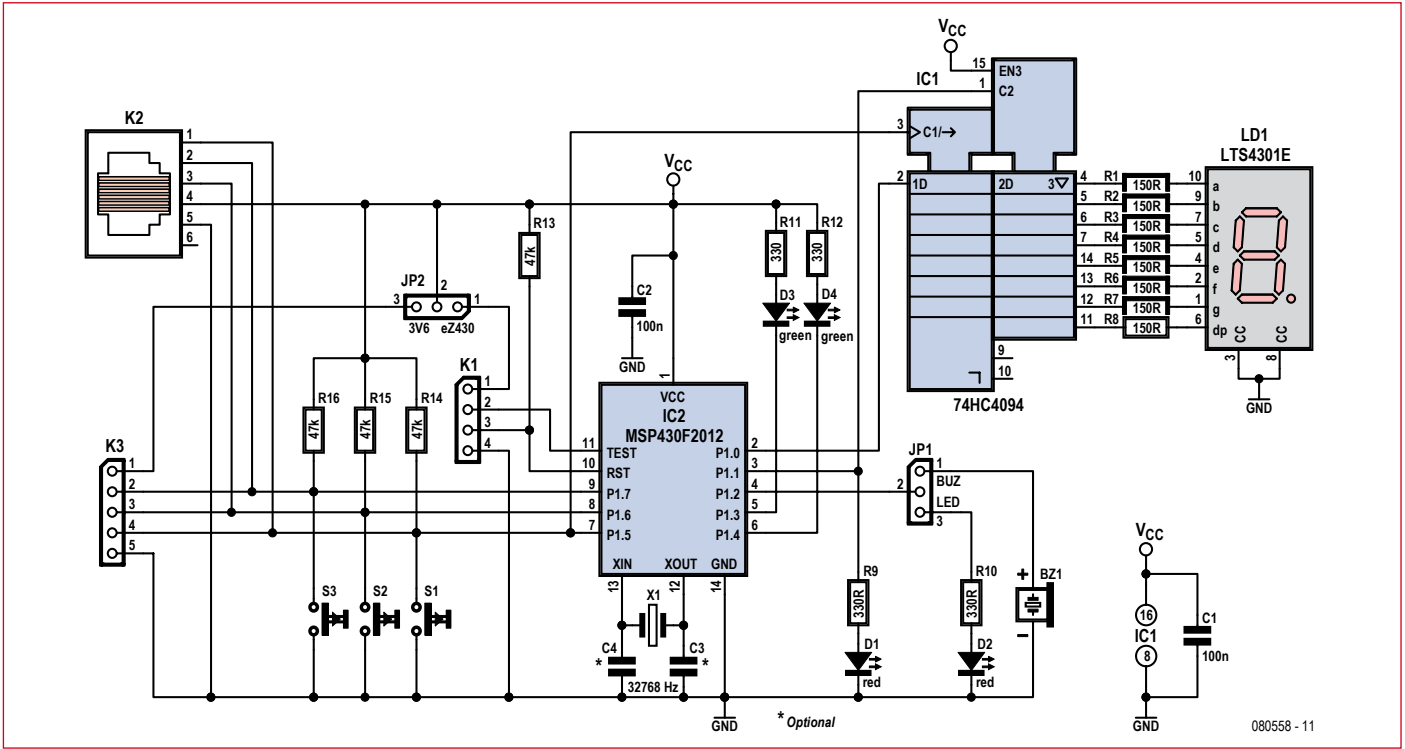 VCC
IC1
15
EN3
1
C2
3
C1/→
2
1D
2D
3▽
4
R1
150R
10
a
5
R2
150R
9
b
6
R3
150R
7
c
7
R4
150R
5
d
14
R5
150R
4
e
13
R6
150R
2
f
12
R7
150R
1
g
11
R8
150R
6
dp
CC
CC
3
8
GND
LD1
LTS4301E
9
10
74HC4094
K2
1
2
3
4
5
6
VCC
R13
47k
R11
330
R12
330
JP2
3
2
1
3V6
eZ430
C2
100n
GND
D3
green
D4
green
K1
1
2
3
4
R16
47k
R15
47k
R14
47k
K3
1
2
3
4
5
1
VCC
IC2
MSP430F2012
11
TEST
10
RST
9
P1.7
8
P1.6
7
P1.5
P1.0
2
P1.1
3
P1.2
4
P1.3
5
P1.4
6
XIN
XOUT
GND
13
12
14
X1
C4
*
C3
*
32768 Hz
S3
S2
S1
JP1
1
BUZ
2
LED
3
R9
330R
R10
330R
D1
red
D2
red
BZ1
+
–
GND
* Optional
VCC
16
IC1
8
C1
100n
GND
080558 - 11